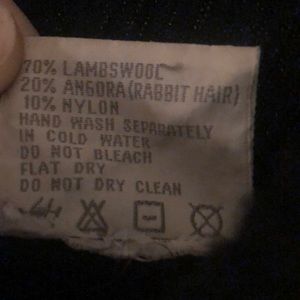 70% LAMBSWOOL
20% ANGORA(RABBIT HAIR)
10% NYLON
HAND WASH SEPARATELY
IN COLD WATER
DO NOT BLEACH
FLAT DRY
DO NOT DRY CLEAN